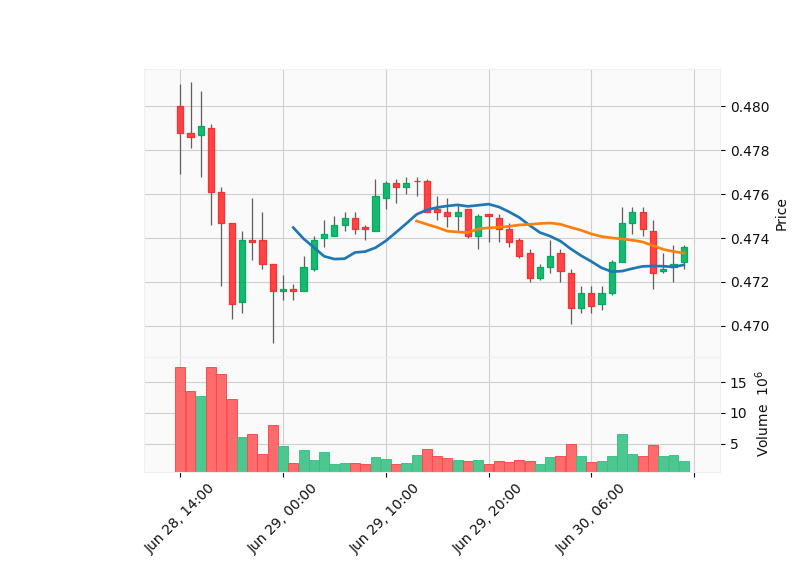 0.480
0.478
0.476
0.474
0.472
0.470
Price
15
10
5
Volume 10^6
Jun 28, 14:00
Jun 29, 00:00
Jun 29, 10:00
Jun 29, 20:00
Jun 30, 06:00